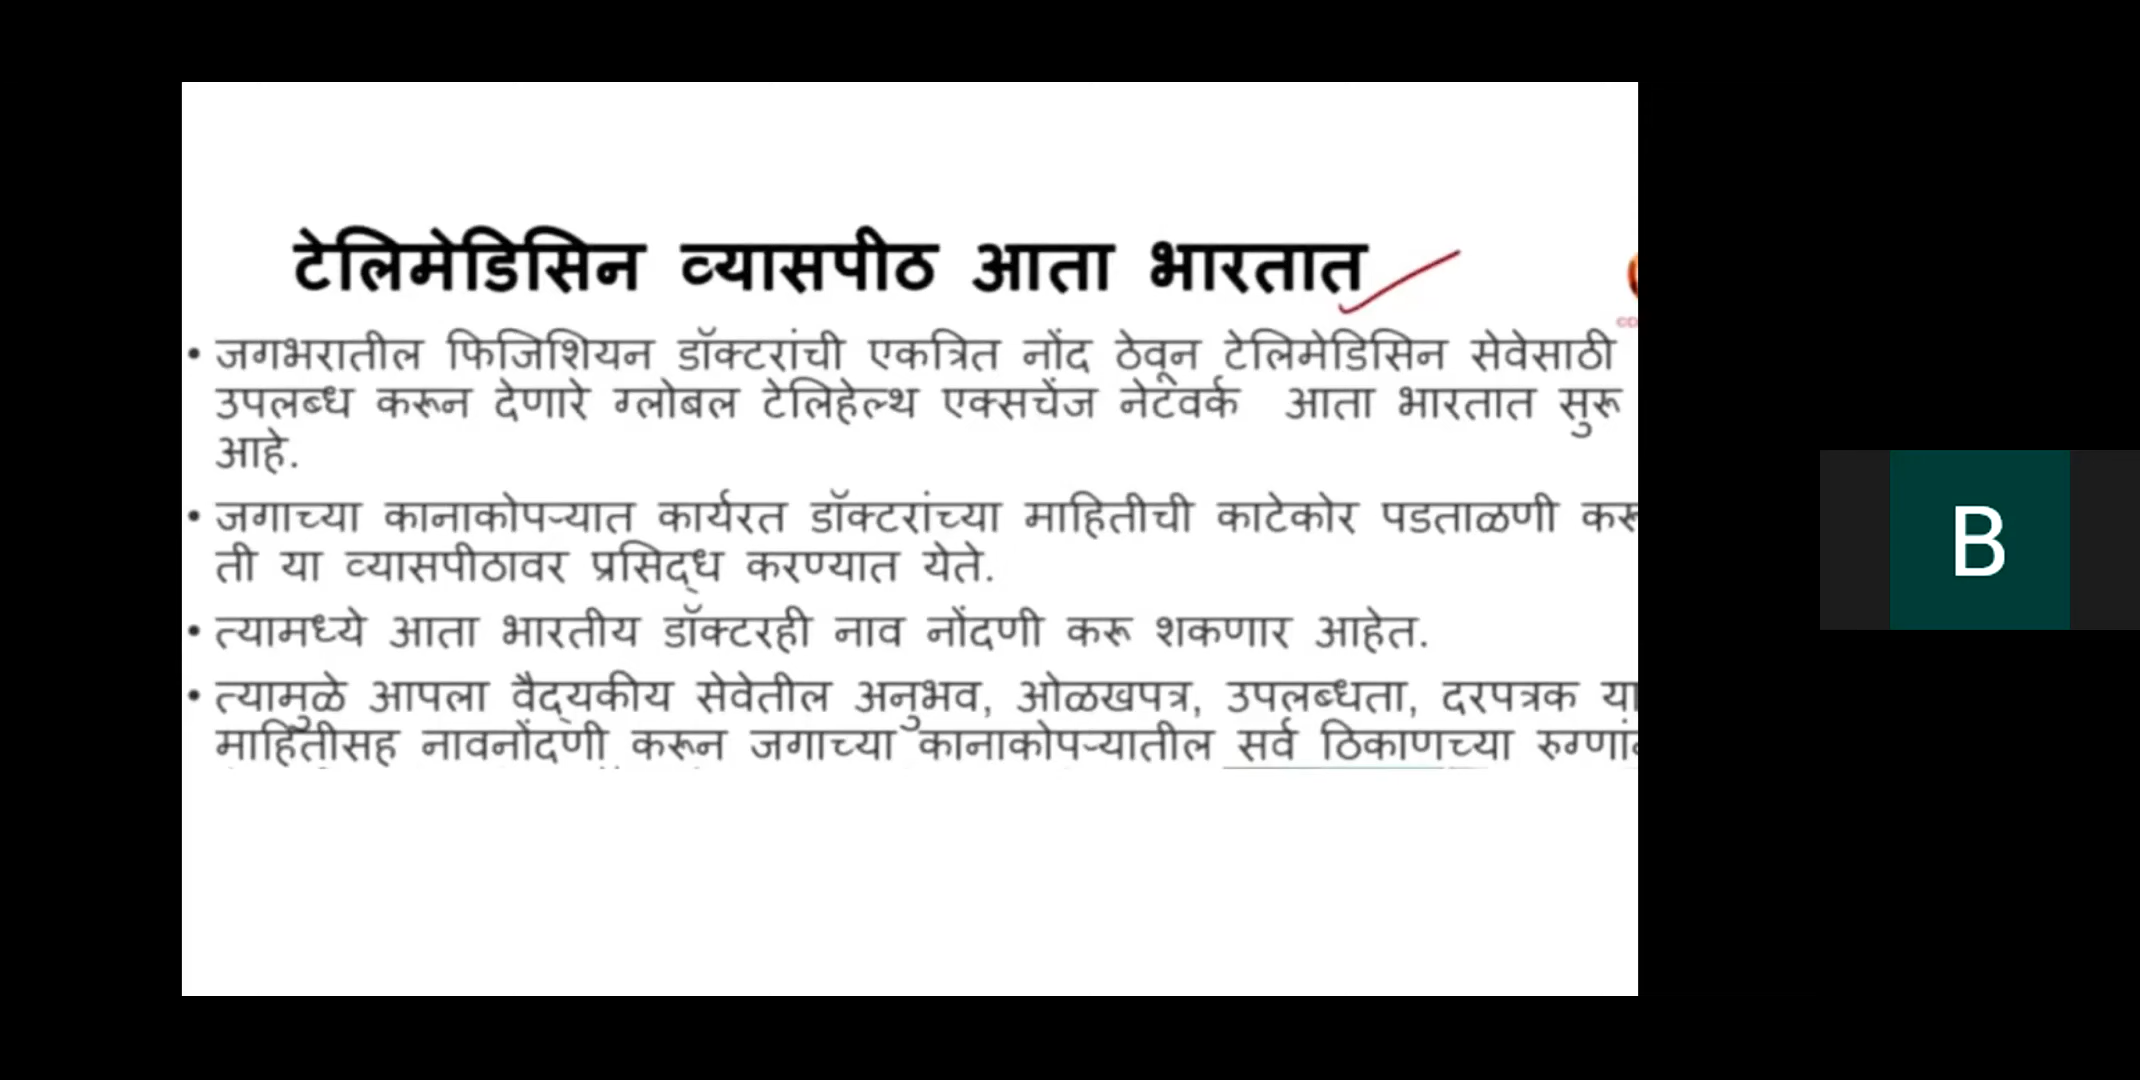 टेलिमेडिसिन व्यासपीठ आता भारतात
• जगभरातील फिजिशियन डॉक्टरांची एकत्रित नोंद ठेवून टेलिमेडिसिन सेवेसाठी
उपलब्ध करून देणारे ग्लोबल टेलिहेल्थ एक्सचेंज नेटवर्क आता भारतात सुरू
आहे.
• जगाच्या कानाकोपऱ्यात कार्यरत डॉक्टरांच्या माहितीची काटेकोर पडताळणी
ती या व्यासपीठावर प्रसिद्ध करण्यात येते.
• त्यामध्ये आता भारतीय डॉक्टरही नाव नोंदणी करू शकणार आहेत.
• त्यामुळे आपला वैद्यकीय सेवेतील अनुभव, ओळखपत्र, उपलब्धता, दरपत्रक या
माहितीसह नावनोंदणी करून जगाच्या कानाकोपऱ्यातील सर्व ठिकाणच्या
B